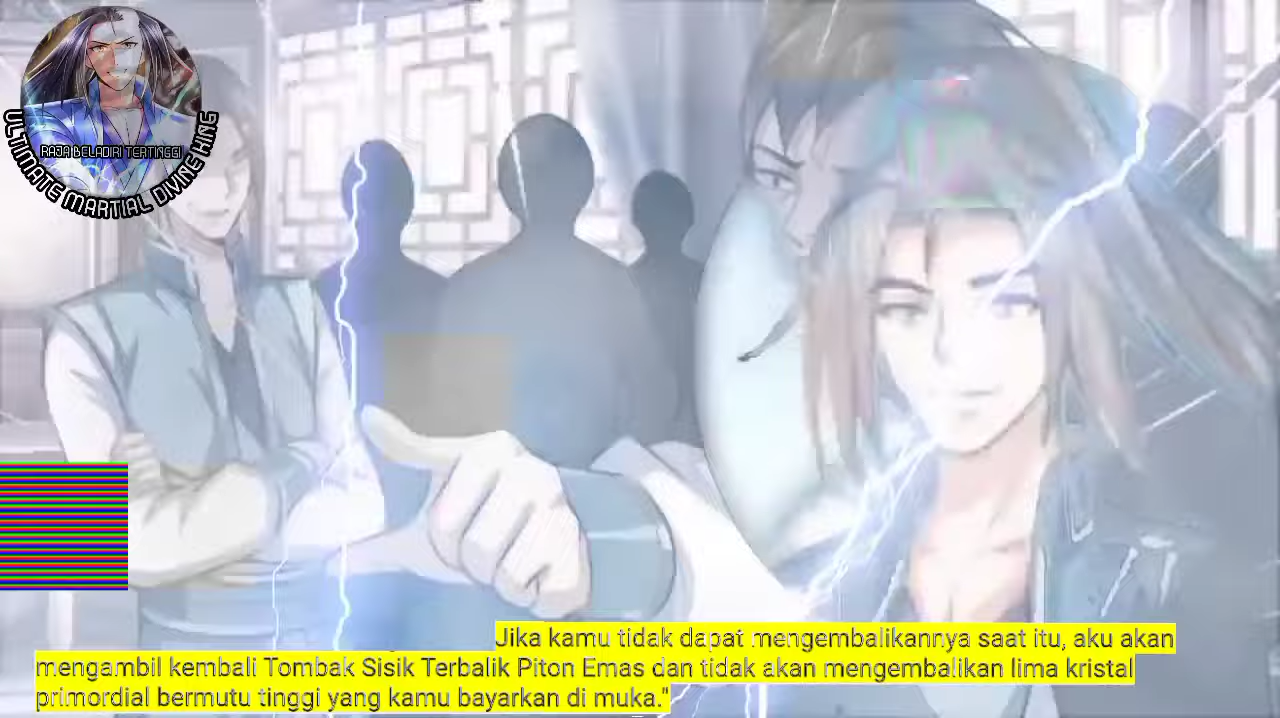 RAJA BELADIRI TERTINGGI
ULTIMATE MARTIAL DIVINE KING
Jika kamu tidak dapat mengembalikannya saat itu, aku akan
mengambil kembali Tombak Sisik Terbalik Piton Emas dan tidak akan mengembalikan lima kristal
primordial bermutu tinggi yang kamu bayarkan di muka."